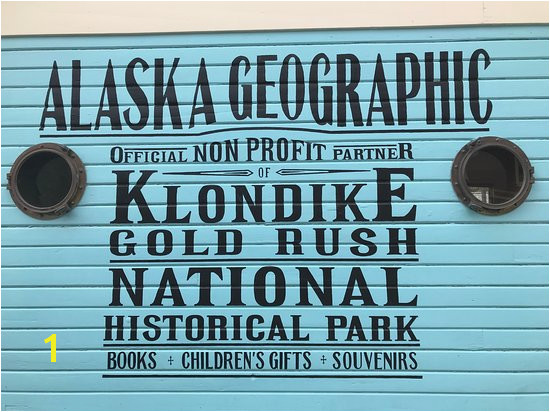 ALASKA GEOGRAPHIC
OFFICIAL NON PROFIT PARTNER
OF
KLONDIKE
GOLD RUSH
NATIONAL
HISTORICAL PARK
1
BOOKS + CHILDREN'S GIFTS + SOUVENIRS